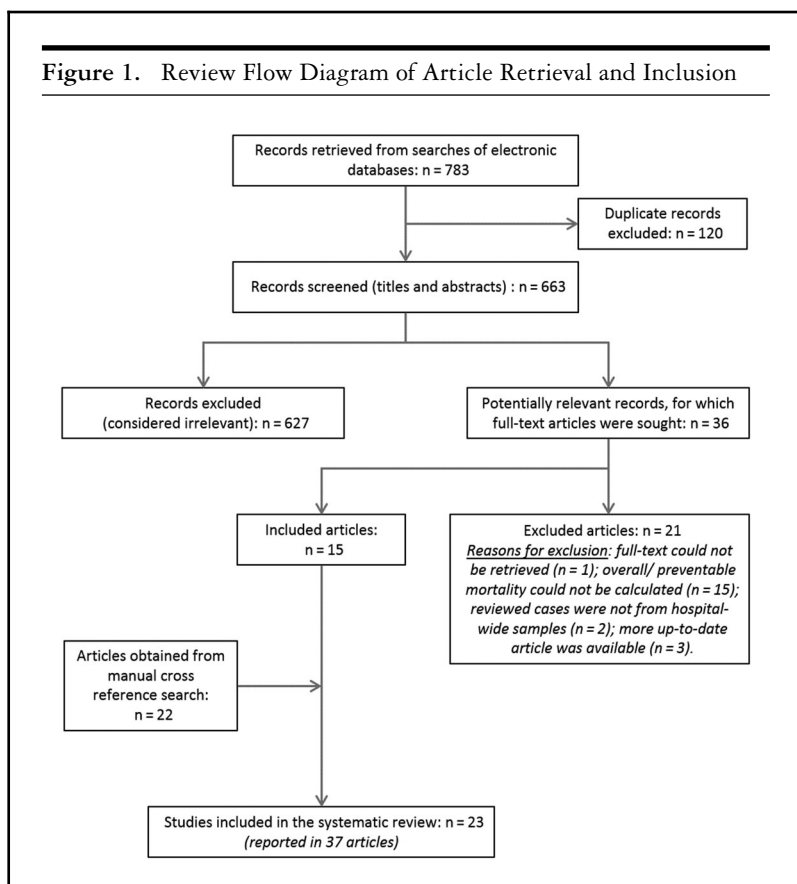 Figure 1. Review Flow Diagram of Article Retrieval and Inclusion
Records retrieved from searches of electronic
databases: n = 783
Duplicate records
excluded: n = 120
Records screened (titles and abstracts) : n = 663
Records excluded
(considered irrelevant): n = 627
Potentially relevant records, for which
full-text articles were sought: n = 36
Included articles:
n = 15
Excluded articles: n = 21
Reasons for exclusion: full-text could not
be retrieved (n = 1); overall/ preventable
mortality could not be calculated (n = 15);
reviewed cases were not from hospital-
wide samples (n = 2); more up-to-date
article was available (n = 3).
Articles obtained from
manual cross
reference search:
n = 22
Studies included in the systematic review: n = 23
(reported in 37 articles)